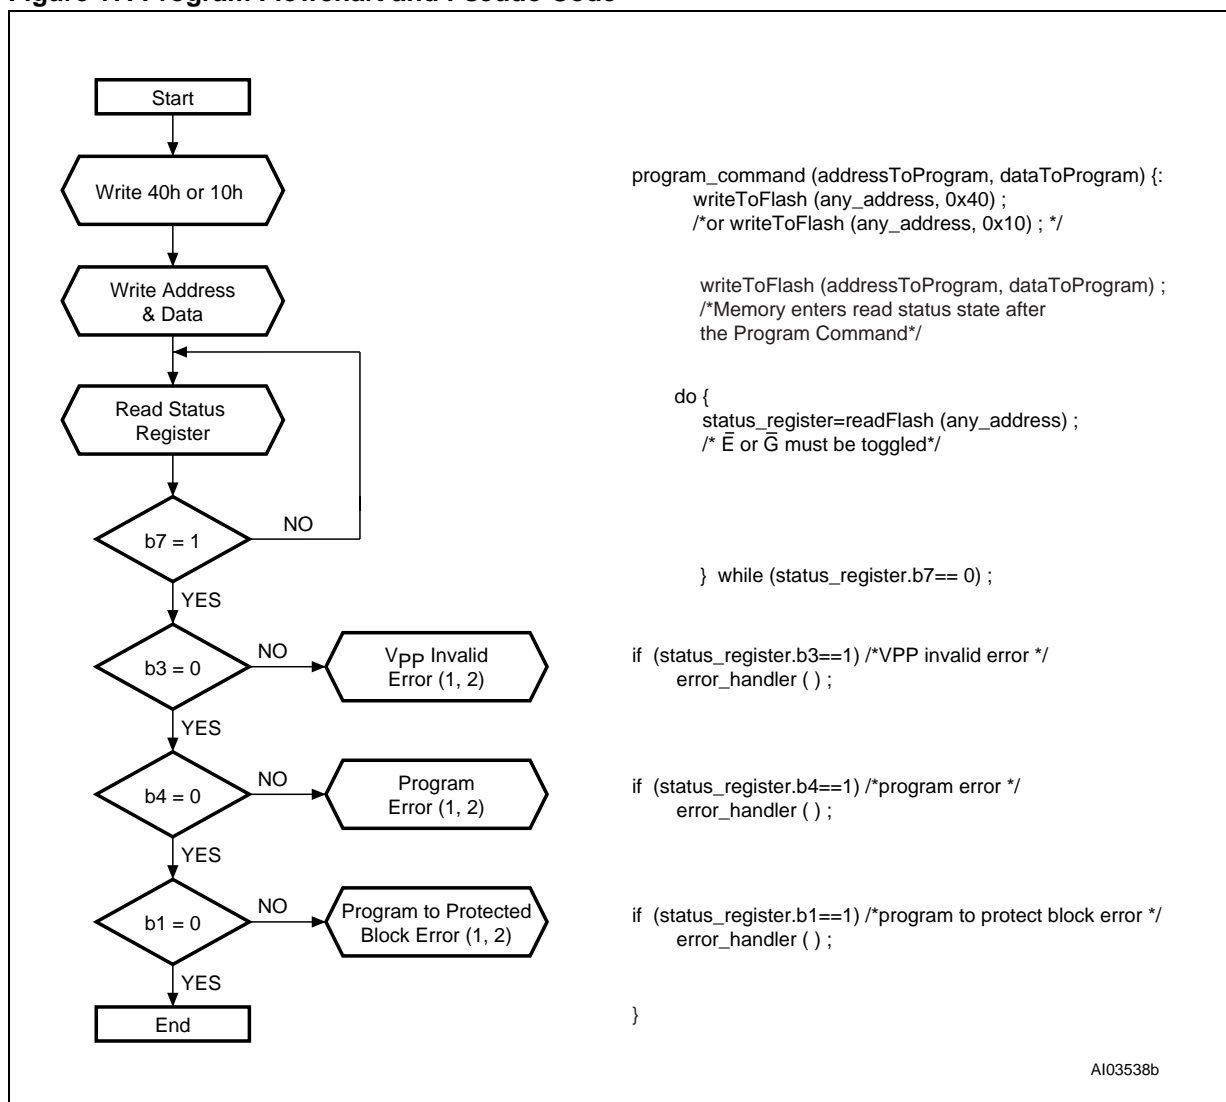 Start
Write 40h or 10h
Write Address
& Data
Read Status
Register
b7 = 1
NO
YES
b3 = 0
NO
VPP Invalid
Error (1, 2)
YES
b4 = 0
NO
Program
Error (1, 2)
YES
b1 = 0
NO
Program to Protected
Block Error (1, 2)
YES
End
program_command (addressToProgram, dataToProgram) {:
writeToFlash (any_address, 0x40) ;
/*or writeToFlash (any_address, 0x10) ; */
writeToFlash (addressToProgram, dataToProgram) ;
/*Memory enters read status state after
the Program Command*/
do {
status_register=readFlash (any_address) ;
/* E̅ or G̅ must be toggled*/
} while (status_register.b7== 0) ;
if (status_register.b3==1) /*VPP invalid error */
error_handler ( ) ;
if (status_register.b4==1) /*program error */
error_handler ( ) ;
if (status_register.b1==1) /*program to protect block error */
error_handler ( ) ;
}
AI03538b